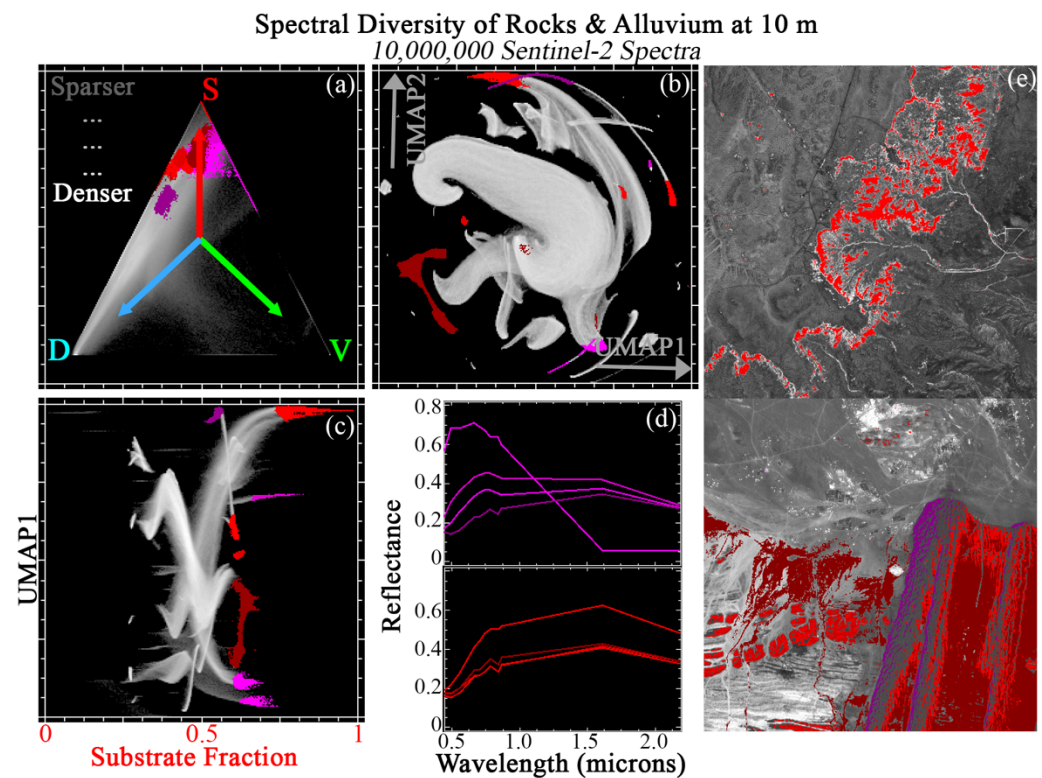 Spectral Diversity of Rocks & Alluvium at 10 m
10,000,000 Sentinel-2 Spectra
Sparser
...
...
...
Denser
S
D
V
(a)
UMAP2
UMAP1
(b)
(e)
UMAP1
(c)
0
0.5
1
Substrate Fraction
Reflectance
0.8
0.6
0.4
0.2
0
(d)
0.6
0.4
0.2
0
0.5
1.0
1.5
2.0
Wavelength (microns)